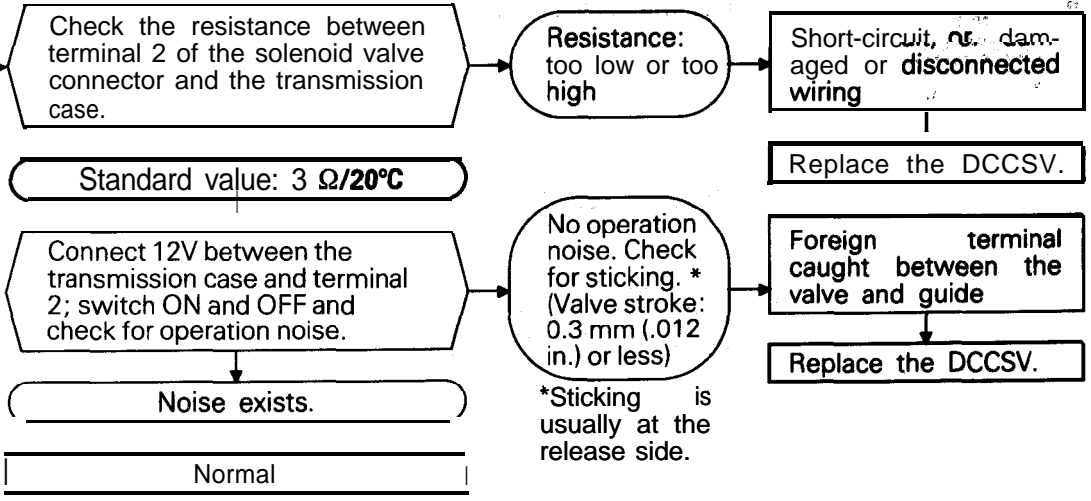 Check the resistance between
terminal 2 of the solenoid valve
connector and the transmission
case.
Resistance:
too low or too
high
Short-circuit, or dam-
aged or disconnected
wiring
Replace the DCCSV.
Standard value: 3 Ω/20°C
Connect 12V between the
transmission case and terminal
2; switch ON and OFF and
check for operation noise.
No operation
noise. Check
for sticking. *
(Valve stroke:
0.3 mm (.012
in.) or less)
Foreign terminal
caught between the
valve and guide
Replace the DCCSV.
Noise exists.
*Sticking is
usually at the
release side.
Normal